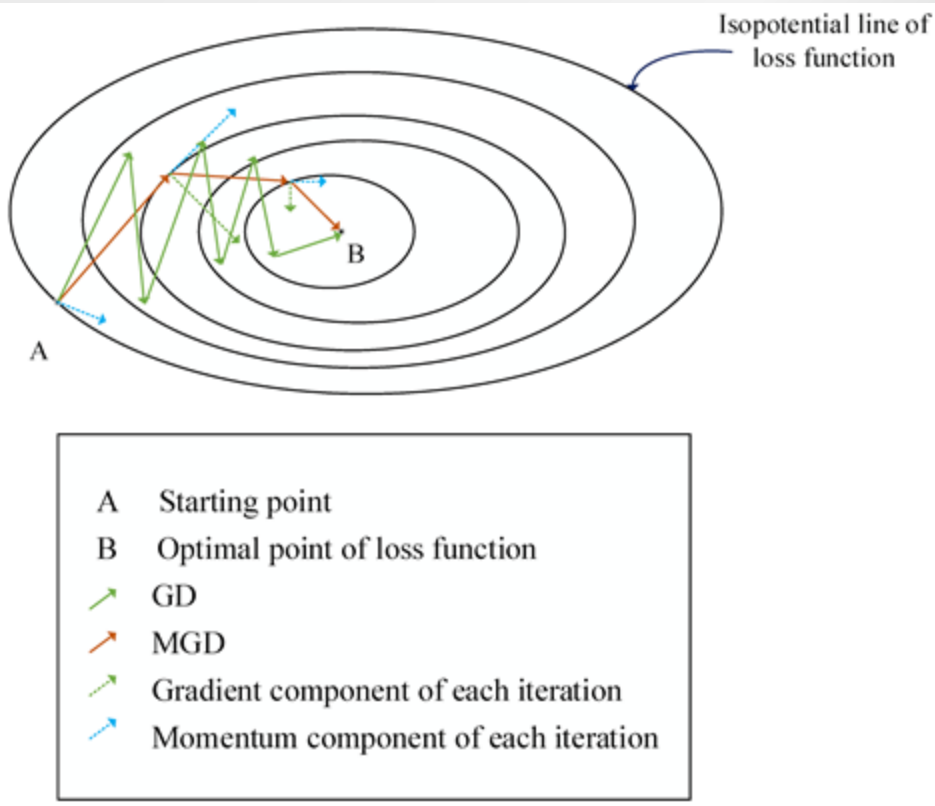 Isopotential line of
loss function
B
A
A Starting point
B Optimal point of loss function
GD
MGD
Gradient component of each iteration
Momentum component of each iteration